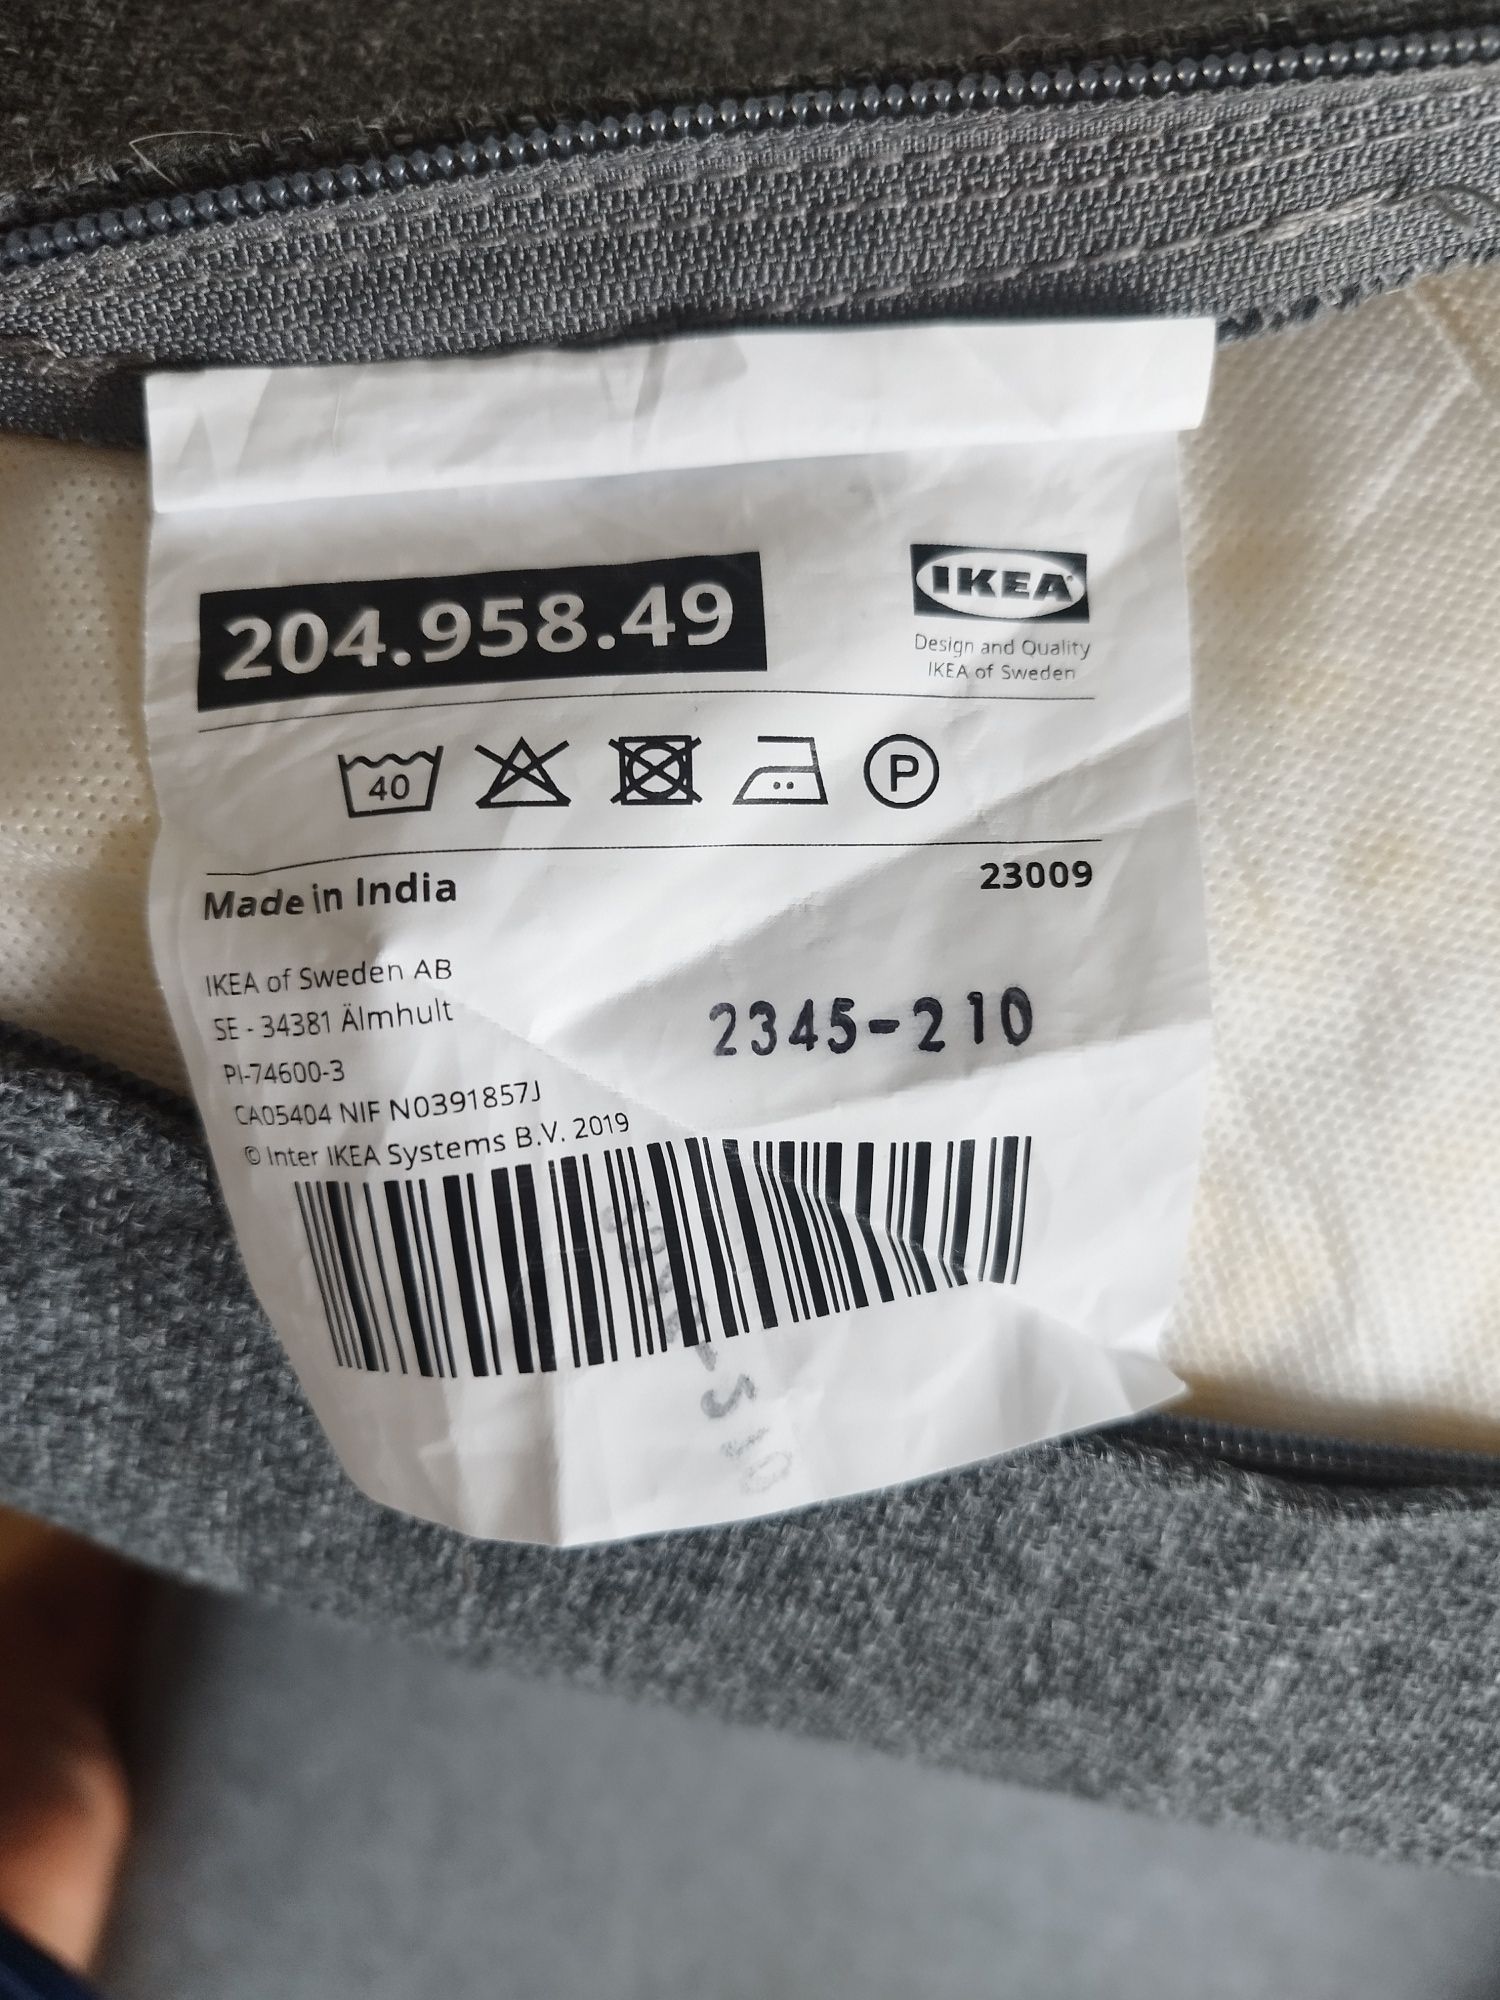 204.958.49
IKEA
Design and Quality
IKEA of Sweden
40
P
Made in India
23009
IKEA of Sweden AB
SE - 34381 Älmhult
PI-74600-3
CA05404 NIF N0391857J
© Inter IKEA Systems B.V. 2019
2345-210